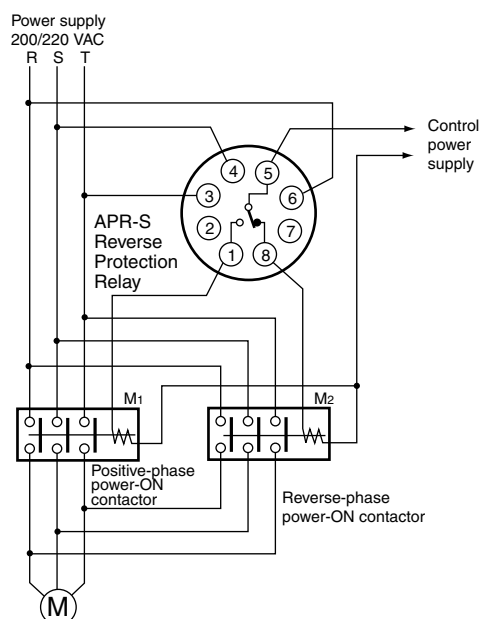 Power supply
200/220 VAC
R S T
Control
power
supply
4 5
3 6
2 7
1 8
APR-S
Reverse
Protection
Relay
M1
M2
Positive-phase
power-ON
contactor
Reverse-phase
power-ON contactor
M